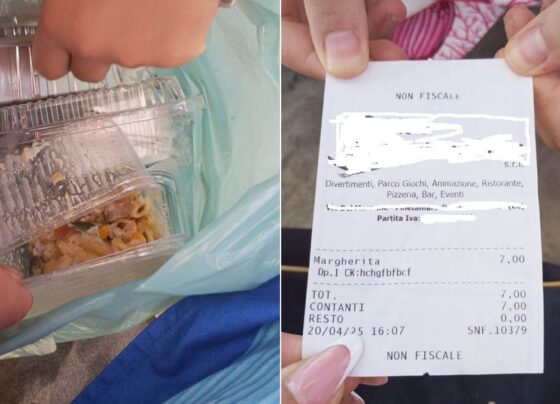 NON FISCALE
s.r.l.
Divertimenti, Parco Giochi, Animazione, Ristorante,
Pizzeria, Bar, Eventi
Partita Iva:
Margherita 7,00
Op.1 CK:hchgfbfbcf
TOT. 7,00
CONTANTI 7,00
RESTO 0,00
20/04/25 16:07 SNF.10379
NON FISCALE